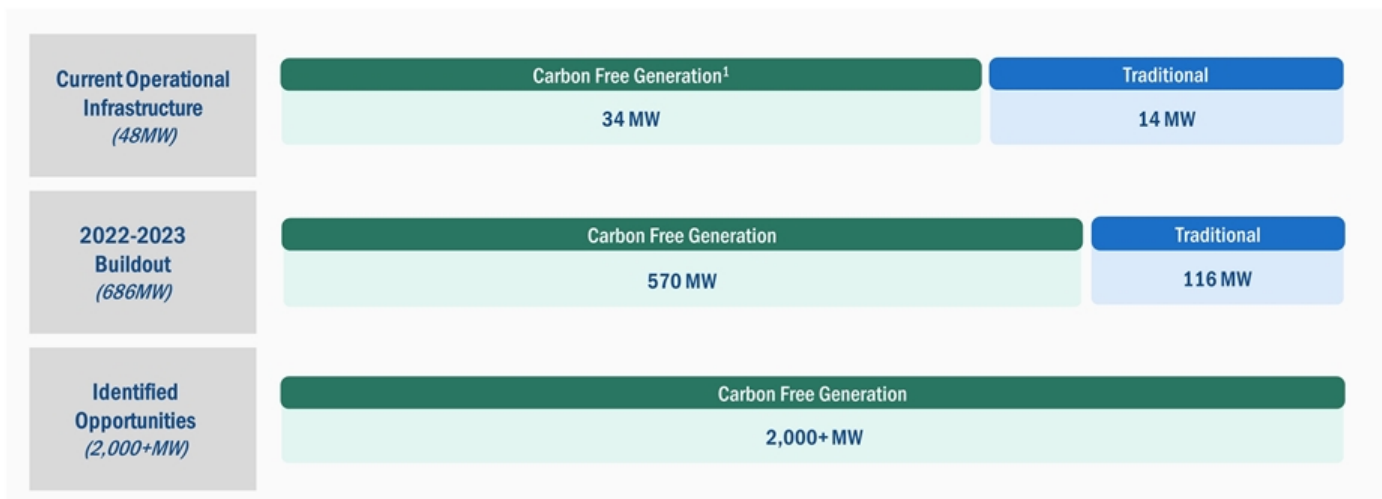 Current Operational
Infrastructure
(48MW)
Carbon Free Generation¹
Traditional
34 MW
14 MW
2022-2023
Buildout
(686MW)
Carbon Free Generation
Traditional
570 MW
116 MW
Identified
Opportunities
(2,000+MW)
Carbon Free Generation
2,000+ MW